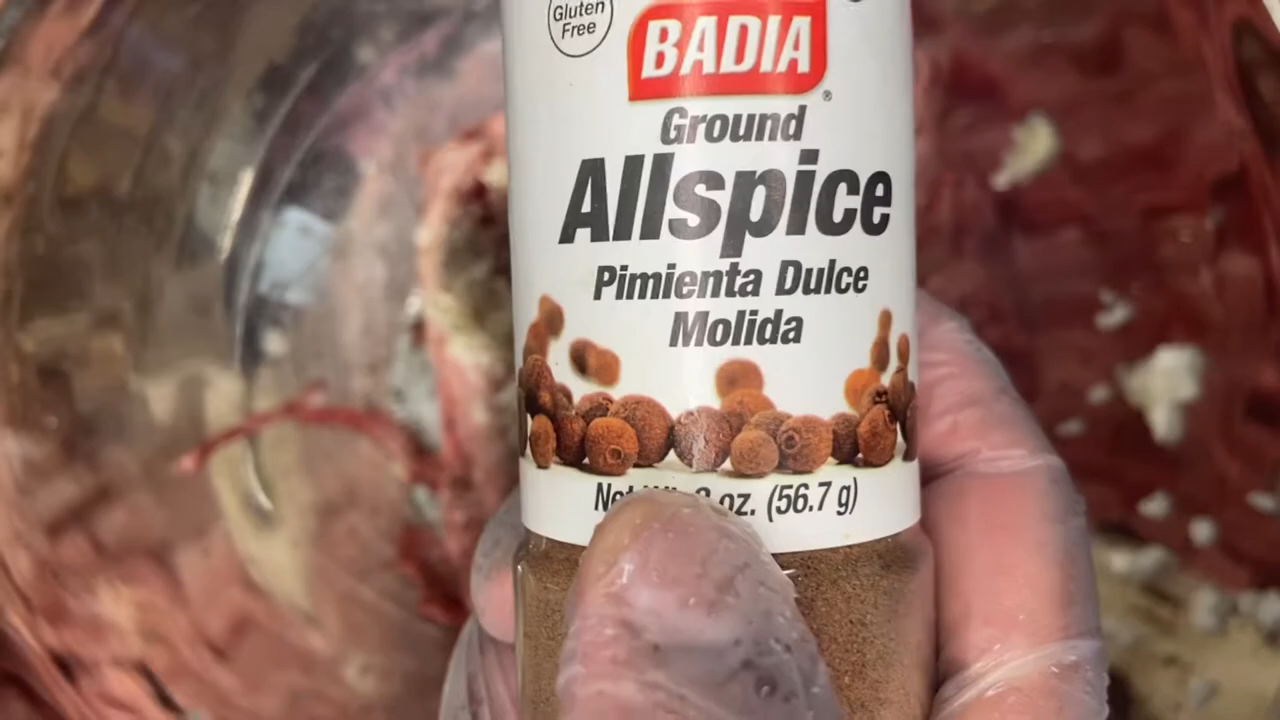 Gluten
Free
BADIA
®
Ground
Allspice
Pimienta Dulce
Molida
oz. (56.7 g)